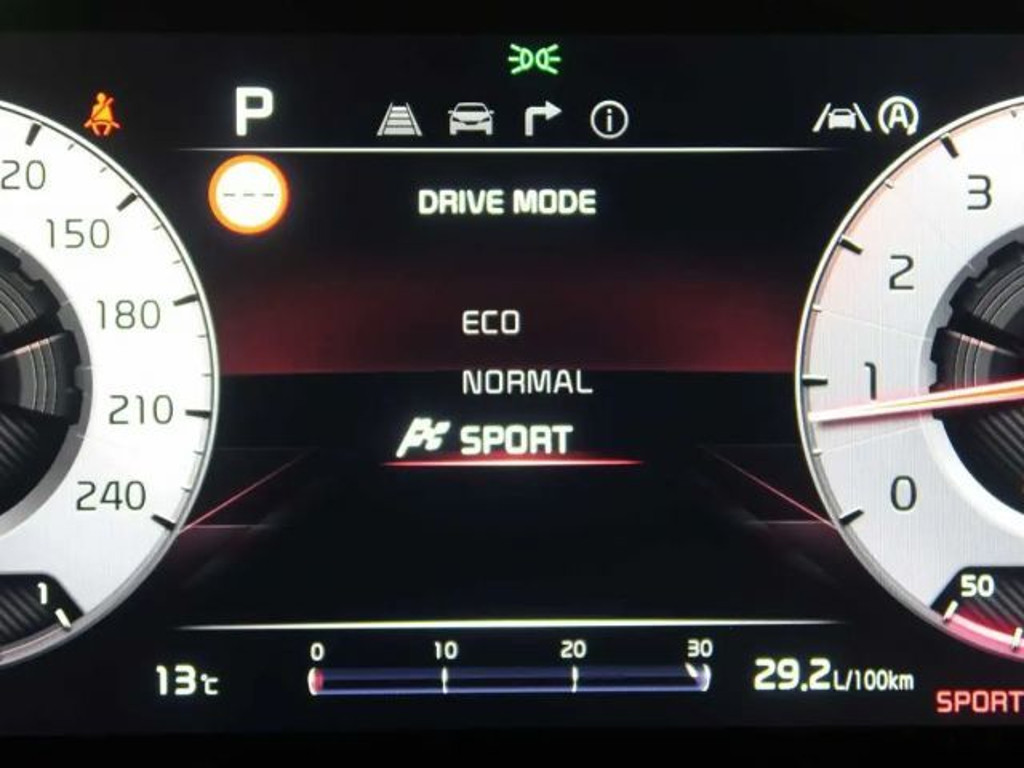 P
DRIVE MODE
ECO
NORMAL
SPORT
20
150
180
210
240
1
3
2
1
0
50
0 10 20 30
13℃
29.2 L/100km
SPORT
A
i